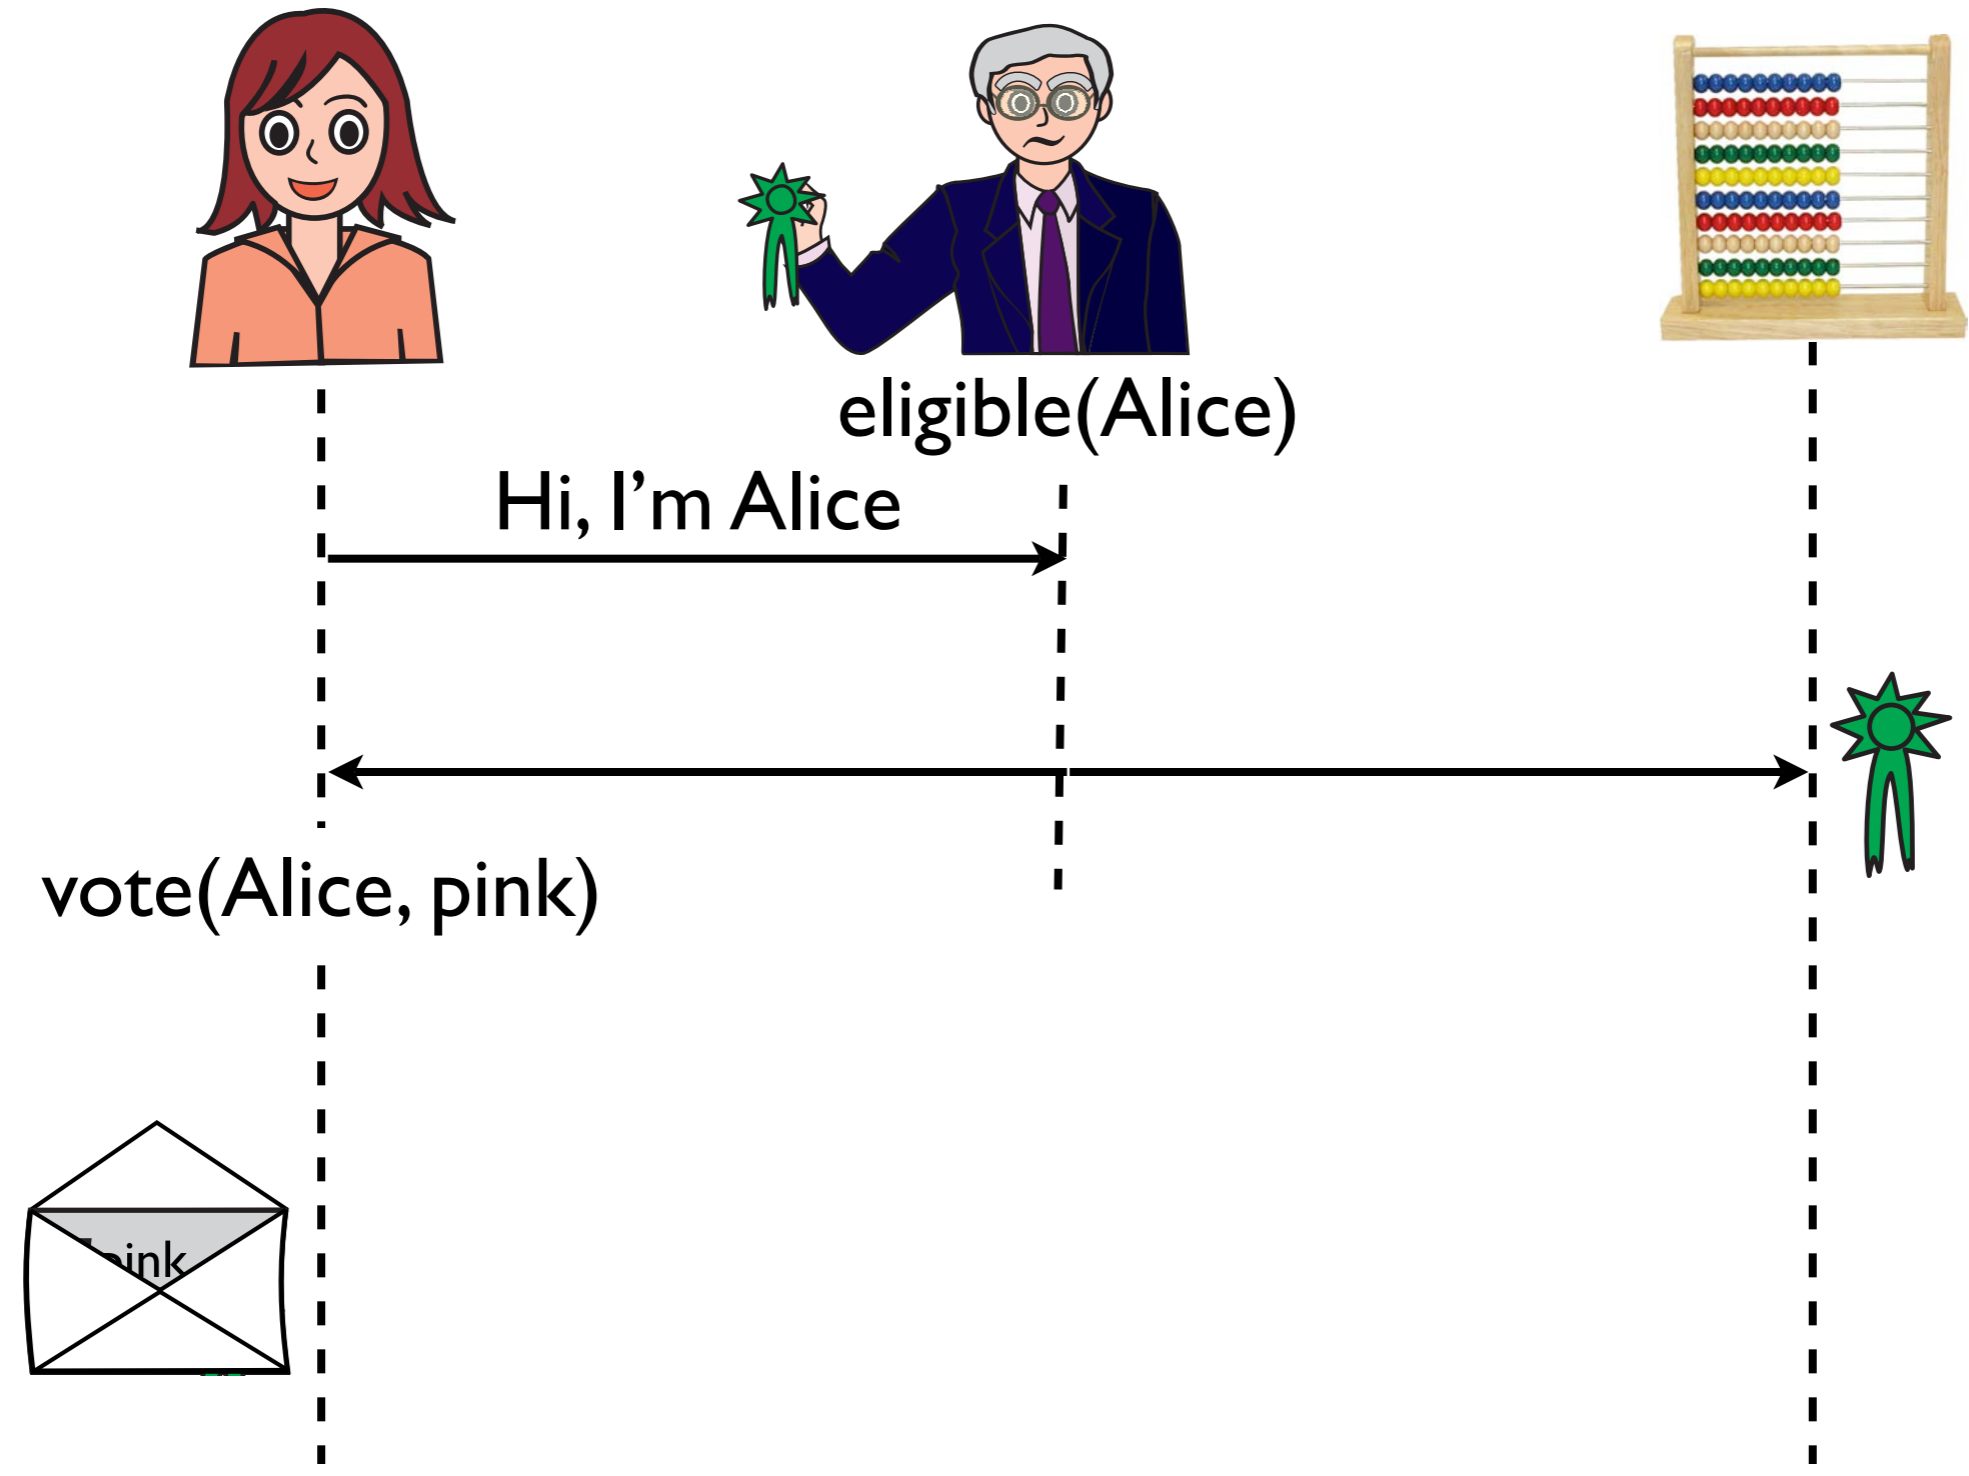 eligible(Alice)
Hi, I’m Alice
vote(Alice, pink)
pink